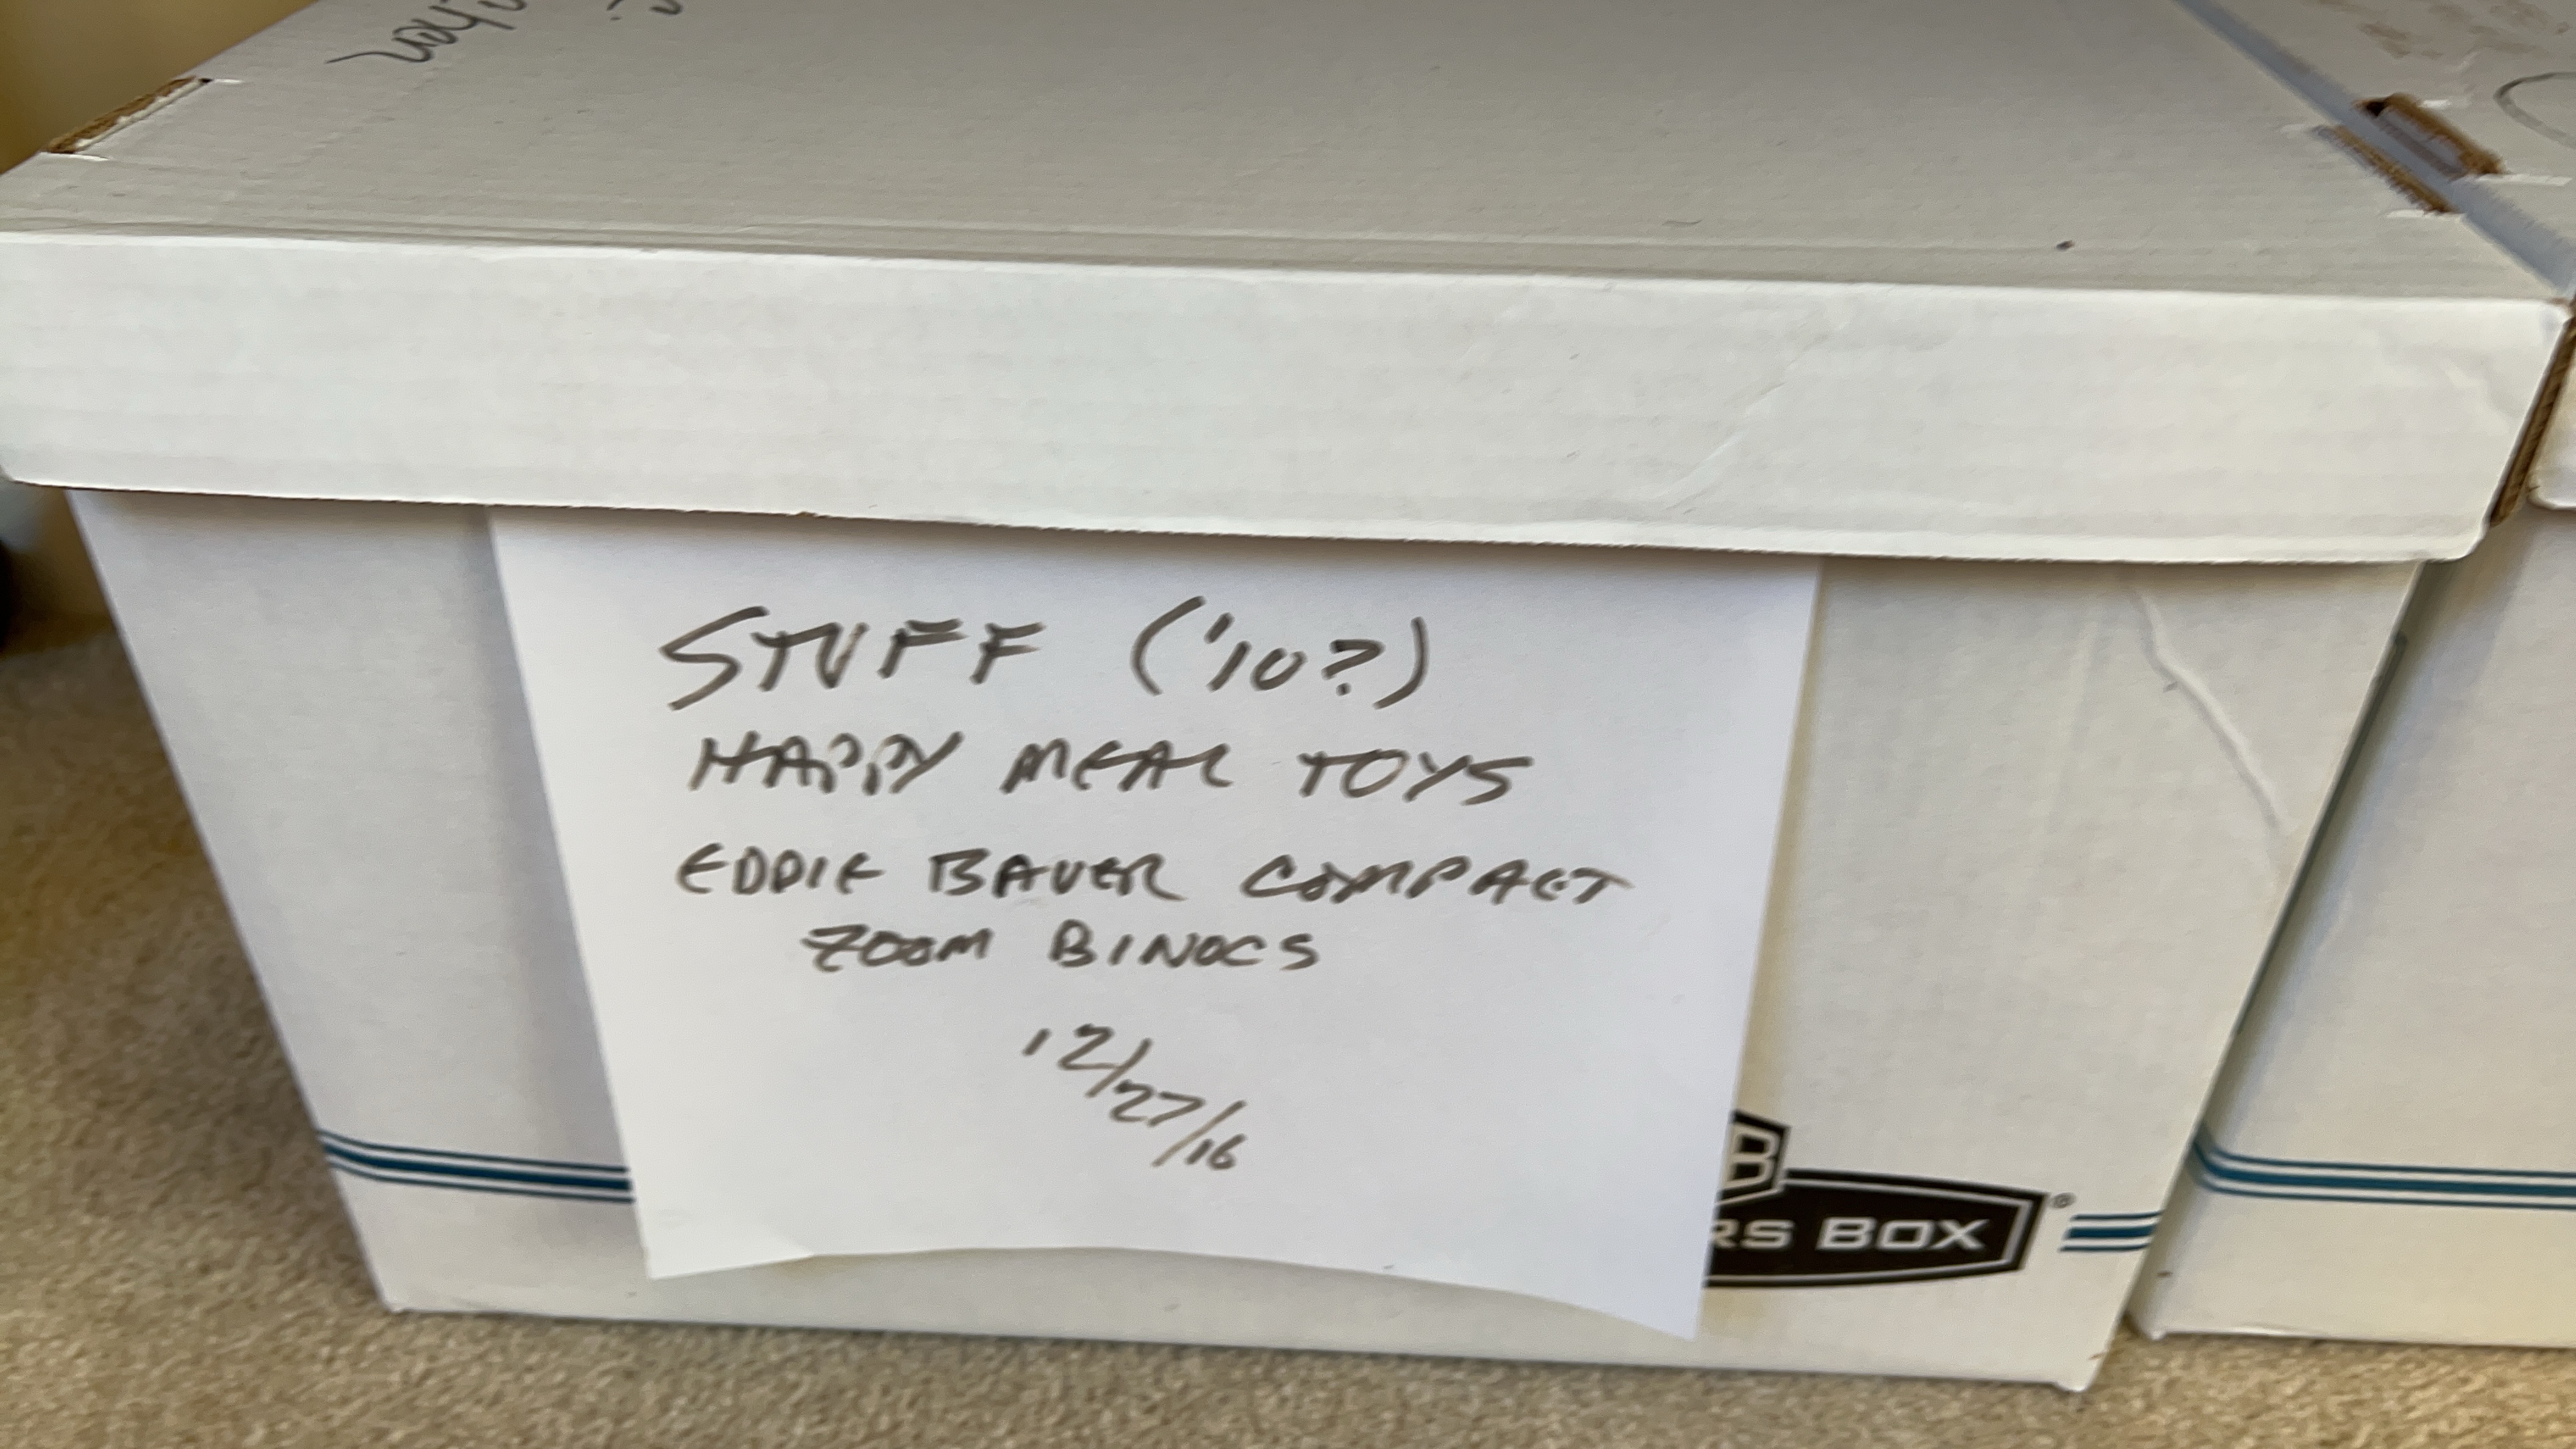 STUFF ('10?)
HAPPY MEAL TOYS
EDDIE BAUER COMPACT
ZOOM BINOCS
12/27/16
B
RS BOX®